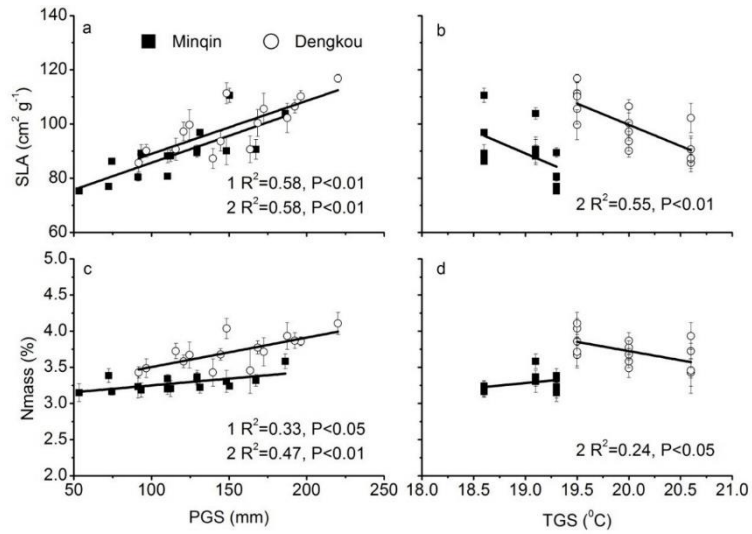 a
■ Minqin ○ Dengkou
b
140
120
100
80
60
SLA (cm² g⁻¹)
1 R²=0.58, P<0.01
2 R²=0.58, P<0.01
2 R²=0.55, P<0.01
c
d
5.0
4.5
4.0
3.5
3.0
2.5
2.0
Nmass (%)
1 R²=0.33, P<0.05
2 R²=0.47, P<0.01
2 R²=0.24, P<0.05
50 100 150 200 250
18.0 18.5 19.0 19.5 20.0 20.5 21.0
PGS (mm)
TGS (⁰C)